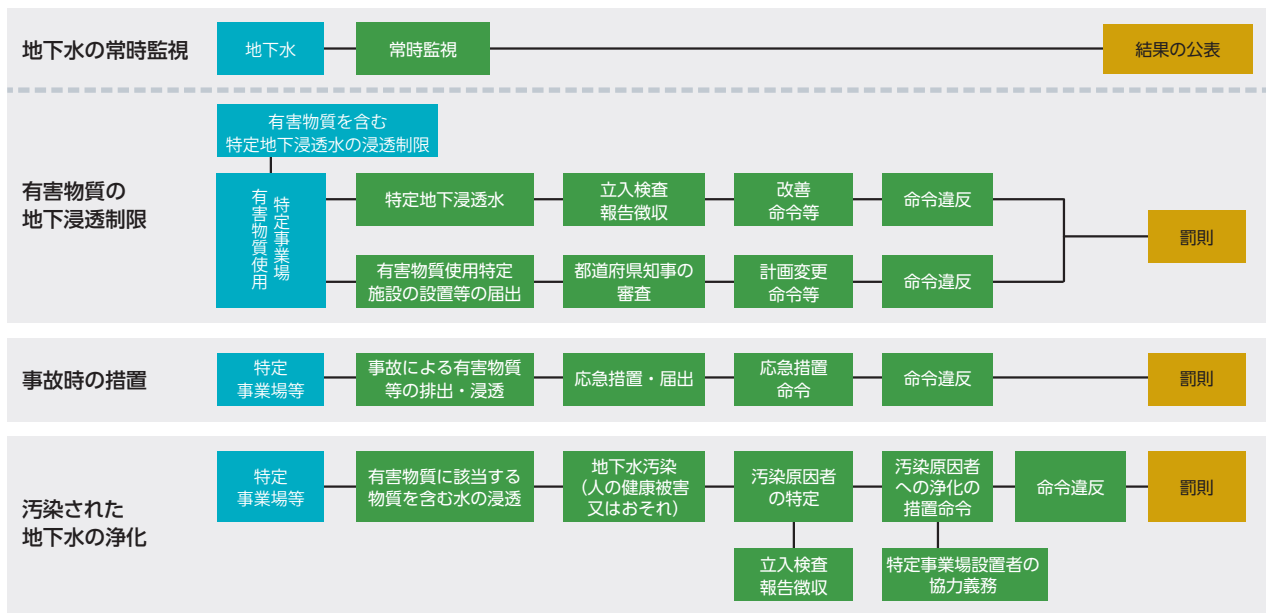 地下水の常時監視
地下水
常時監視
結果の公表
有害物質の
地下浸透制限
有害物質を含む
特定地下浸透水の浸透制限
有害物質使用
特定事業場
特定地下浸透水
立入検査
報告徴収
改善
命令等
命令違反
有害物質使用特定
施設の設置等の届出
都道府県知事の
審査
計画変更
命令等
命令違反
罰則
事故時の措置
特定
事業場等
事故による有害物質
等の排出・浸透
応急措置・届出
応急措置
命令
命令違反
罰則
汚染された
地下水の浄化
特定
事業場等
有害物質に該当する
物質を含む水の浸透
地下水汚染
（人の健康被害
又はおそれ）
汚染原因者
の特定
汚染原因者
への浄化の
措置命令
命令違反
罰則
立入検査
報告徴収
特定事業場設置者の
協力義務